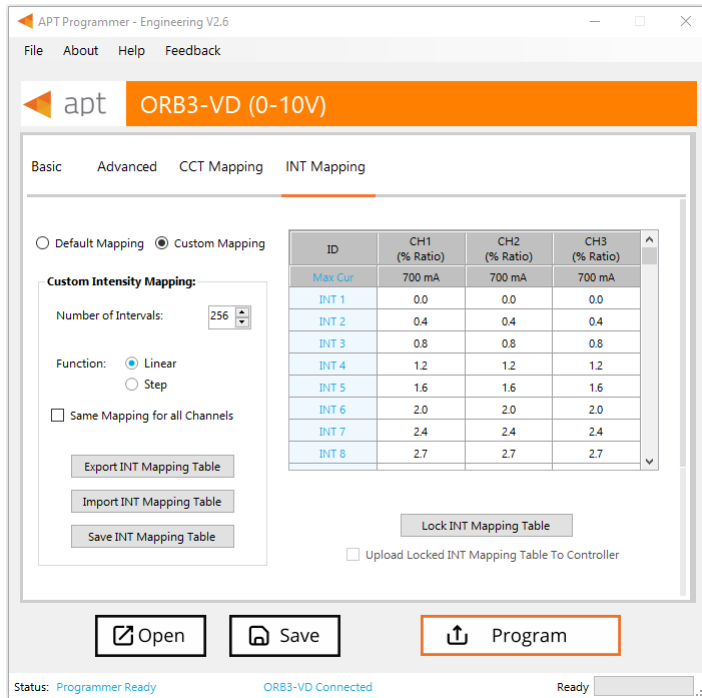 APT Programmer - Engineering V2.6
File About Help Feedback
apt ORB3-VD (0-10V)
Basic Advanced CCT Mapping INT Mapping
Default Mapping Custom Mapping
Custom Intensity Mapping:
Number of Intervals: 256
Function: Linear
Step
Same Mapping for all Channels
Export INT Mapping Table
Import INT Mapping Table
Save INT Mapping Table
ID CH1 (% Ratio) CH2 (% Ratio) CH3 (% Ratio)
Max Cur 700 mA 700 mA 700 mA
INT 1 0.0 0.0 0.0
INT 2 0.4 0.4 0.4
INT 3 0.8 0.8 0.8
INT 4 1.2 1.2 1.2
INT 5 1.6 1.6 1.6
INT 6 2.0 2.0 2.0
INT 7 2.4 2.4 2.4
INT 8 2.7 2.7 2.7
Lock INT Mapping Table
Upload Locked INT Mapping Table To Controller
Open Save Program
Status: Programmer Ready ORB3-VD Connected Ready